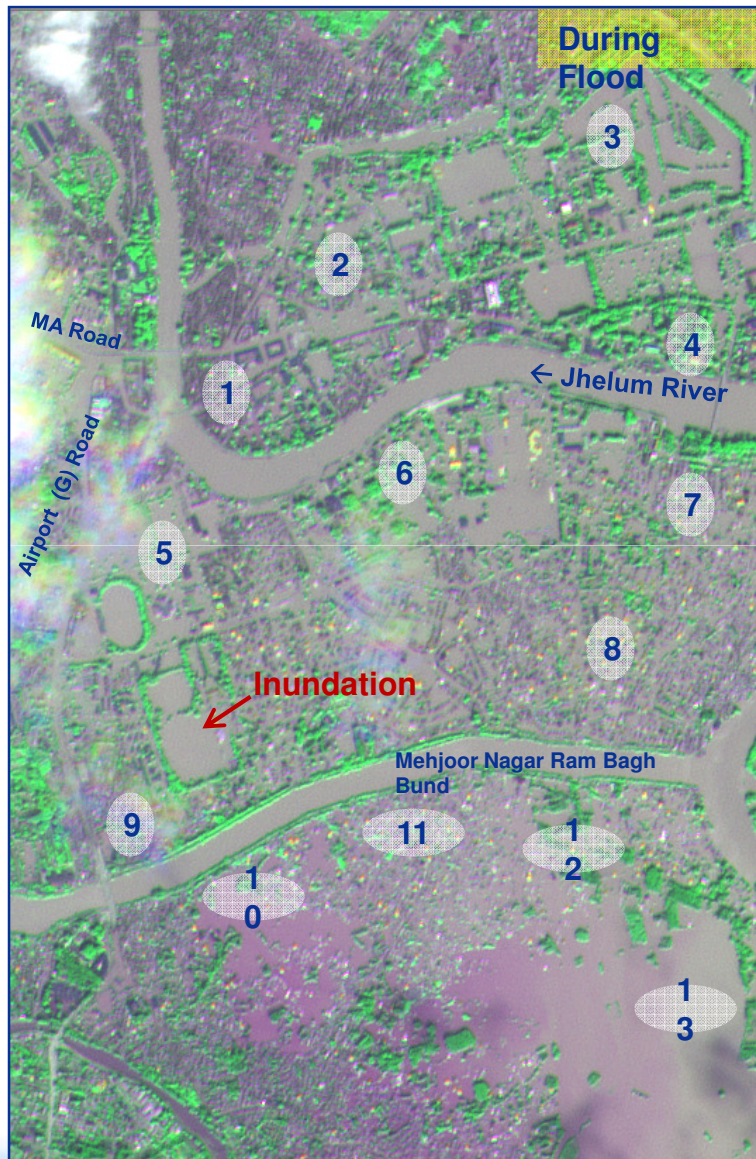 During
Flood
3
2
MA Road
4
1
← Jhelum River
Airport (G) Road
6
7
5
8
Inundation
Mehjoor Nagar Ram Bagh
Bund
9
11
1
2
1
0
1
3